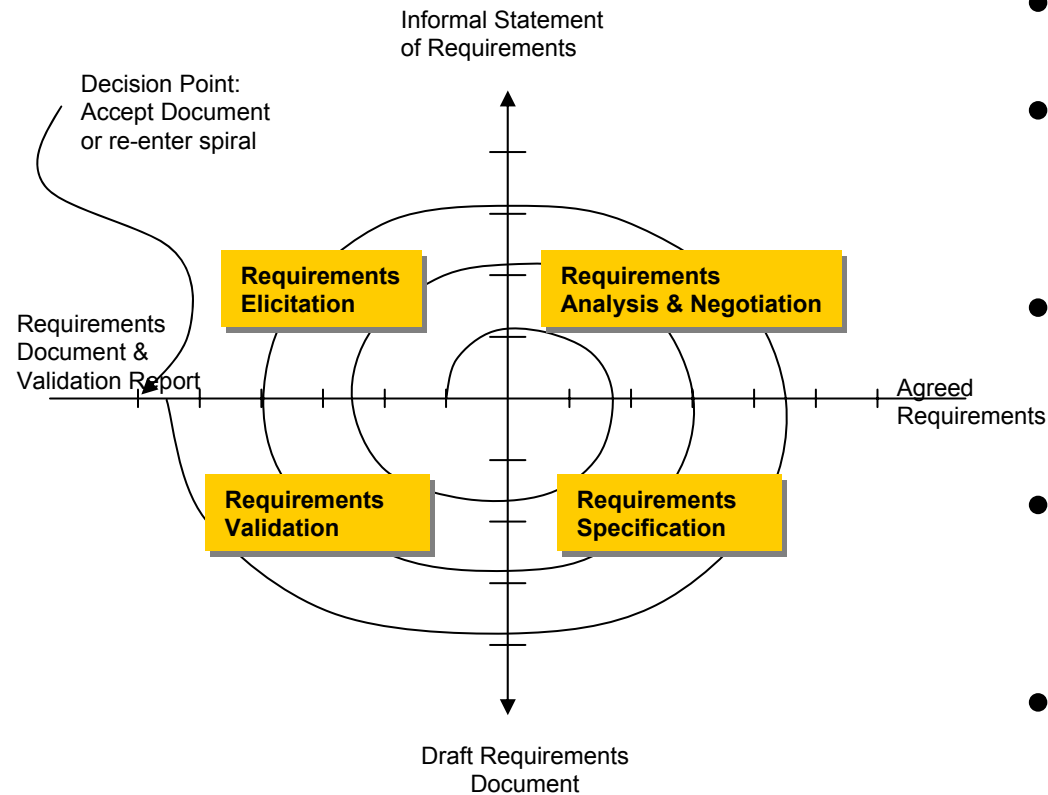 Informal Statement
of Requirements
Decision Point:
Accept Document
or re-enter spiral
Requirements
Elicitation
Requirements
Analysis & Negotiation
Requirements
Document &
Validation Report
Agreed
Requirements
Requirements
Validation
Requirements
Specification
Draft Requirements
Document